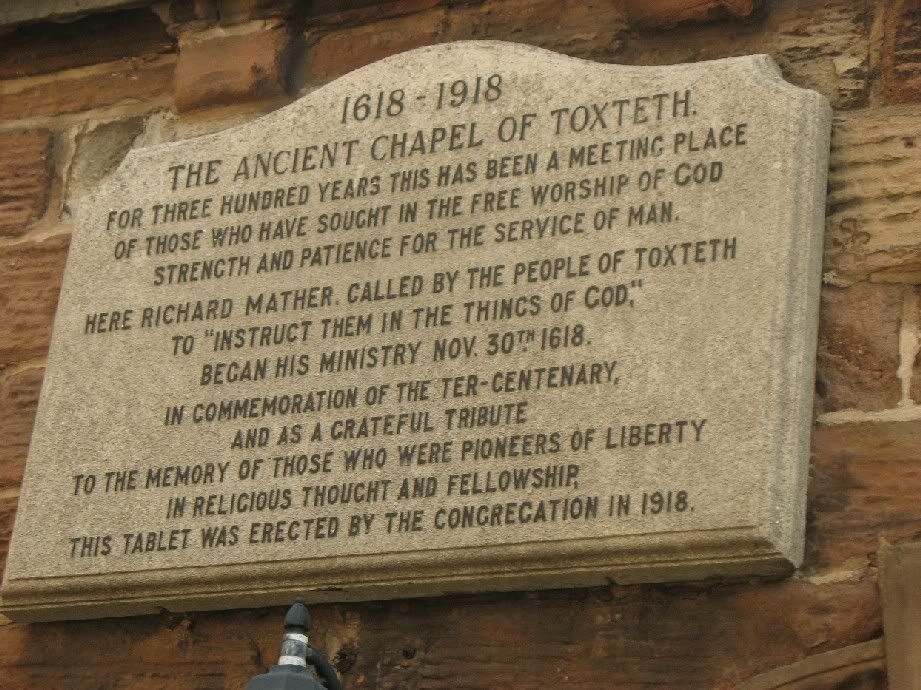 1618 - 1918
THE ANCIENT CHAPEL OF TOXTETH.
FOR THREE HUNDRED YEARS THIS HAS BEEN A MEETING PLACE
OF THOSE WHO HAVE SOUGHT IN THE FREE WORSHIP OF GOD
STRENGTH AND PATIENCE FOR THE SERVICE OF MAN.
HERE RICHARD MATHER. CALLED BY THE PEOPLE OF TOXTETH
TO "INSTRUCT THEM IN THE THINGS OF GOD,"
BEGAN HIS MINISTRY NOV. 30TH 1618.
IN COMMEMORATION OF THE TER-CENTENARY,
AND AS A GRATEFUL TRIBUTE
TO THE MEMORY OF THOSE WHO WERE PIONEERS OF LIBERTY
IN RELIGIOUS THOUGHT AND FELLOWSHIP,
THIS TABLET WAS ERECTED BY THE CONGREGATION IN 1918.